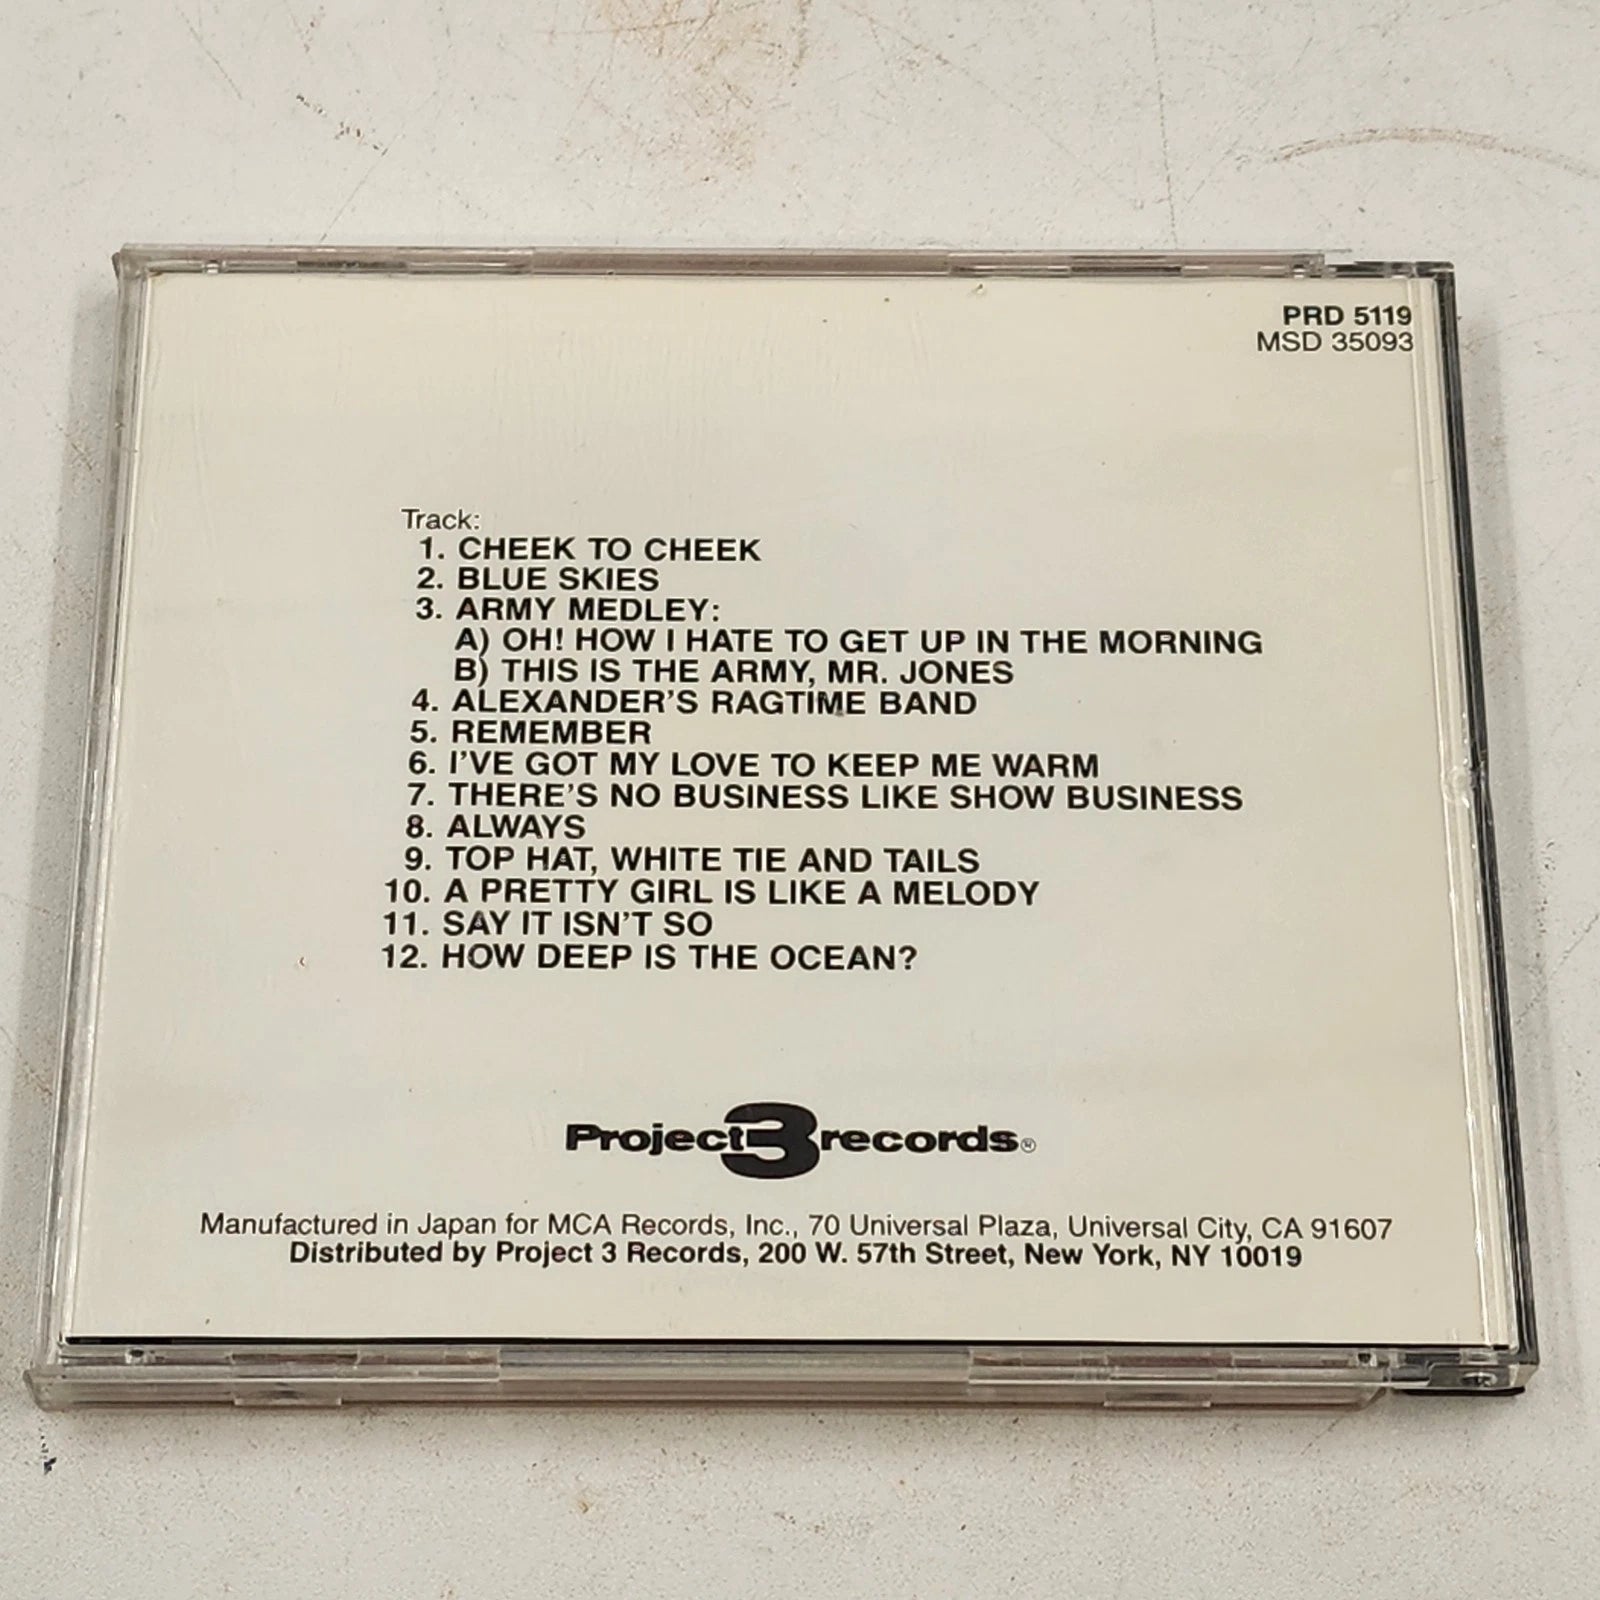 PRD 5119
MSD 35093
Track:
1. CHEEK TO CHEEK
2. BLUE SKIES
3. ARMY MEDLEY:
A) OH! HOW I HATE TO GET UP IN THE MORNING
B) THIS IS THE ARMY, MR. JONES
4. ALEXANDER'S RAGTIME BAND
5. REMEMBER
6. I'VE GOT MY LOVE TO KEEP ME WARM
7. THERE'S NO BUSINESS LIKE SHOW BUSINESS
8. ALWAYS
9. TOP HAT, WHITE TIE AND TAILS
10. A PRETTY GIRL IS LIKE A MELODY
11. SAY IT ISN'T SO
12. HOW DEEP IS THE OCEAN?
Project 3 records®
Manufactured in Japan for MCA Records, Inc., 70 Universal Plaza, Universal City, CA 91607
Distributed by Project 3 Records, 200 W. 57th Street, New York, NY 10019